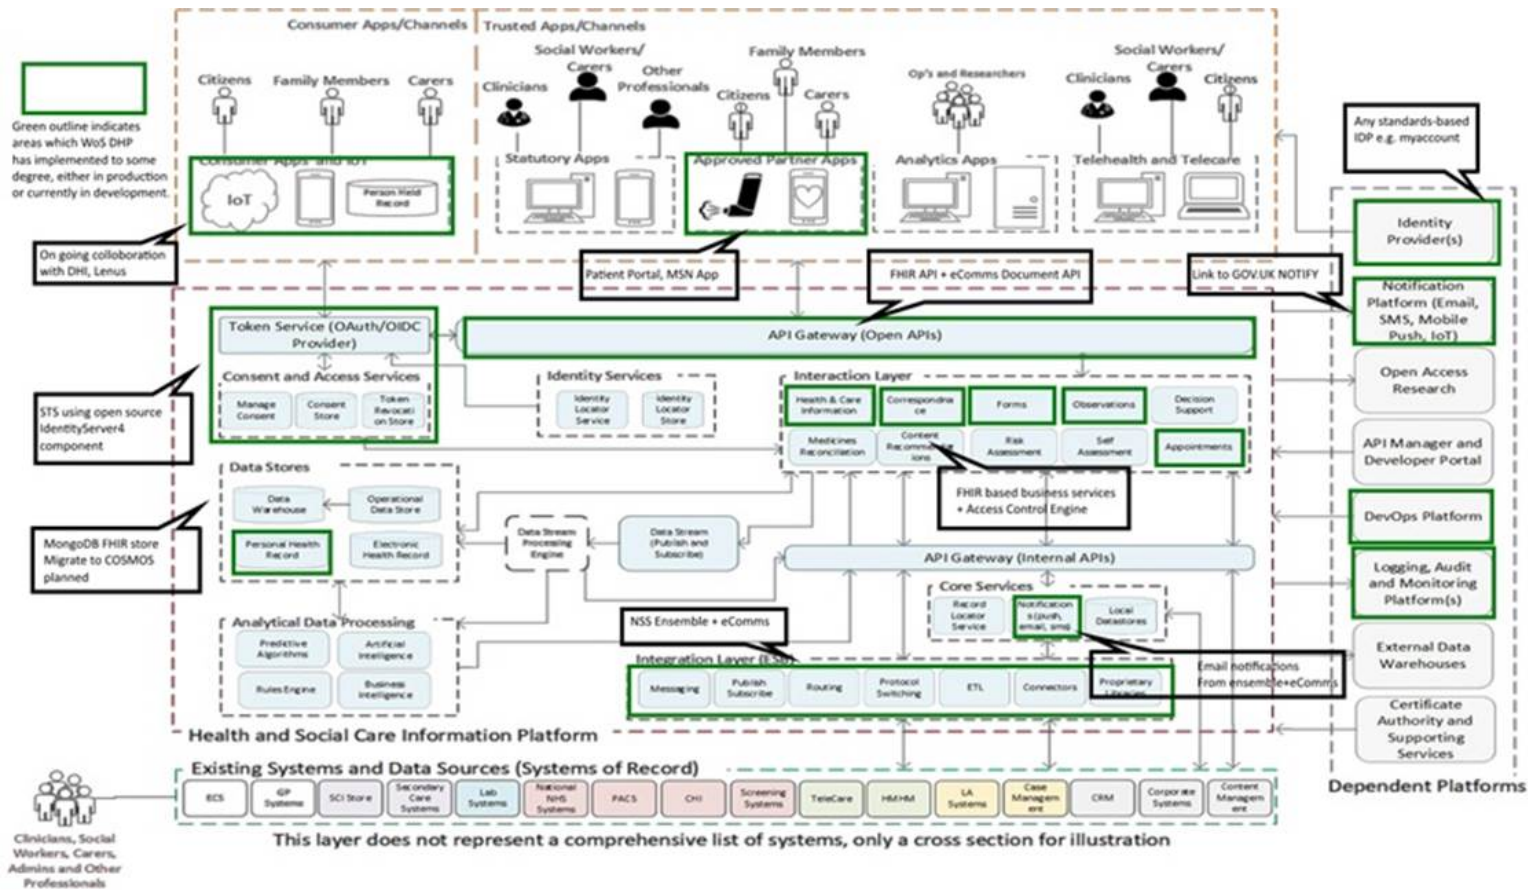 Consumer Apps/Channels
Trusted Apps/Channels
Green outline indicates
areas which WoS DHP
has implemented to some
degree, either in production
or currently in development.
Citizens
Family Members
Carers
Clinicians
Social Workers/
Carers
Other
Professionals
Family Members
Citizens
Carers
Op's and Researchers
Clinicians
Social Workers/
Carers
Citizens
Consumer Apps and IoT
IoT
Person Held
Record
Statutory Apps
Approved Partner Apps
Analytics Apps
Telehealth and Telecare
Any standards-based
IDP e.g. myaccount
On going colloboration
with DHI, Lenus
Patient Portal, MSN App
FHIR API + eComms Document API
Link to GOV.UK NOTIFY
Identity
Provider(s)
Notification
Platform (Email,
SMS, Mobile
Push, IoT)
Open Access
Research
API Manager and
Developer Portal
DevOps Platform
Logging, Audit
and Monitoring
Platform(s)
External Data
Warehouses
Certificate
Authority and
Supporting
Services
Dependent Platforms
Token Service (OAuth/OIDC
Provider)
API Gateway (Open APIs)
Consent and Access Services
Manage
Consent
Consent
Store
Token
Revocati
on Store
STS using open source
IdentityServer4
component
Identity Services
Identity
Locator
Service
Identity
Locator
Store
Interaction Layer
Health & Care
Information
Correspondna
ce
Forms
Observations
Decision
Support
Medicines
Reconciliation
Content
Recommendat
ions
Risk
Assessment
Self
Assessment
Appointments
FHIR based business services
+ Access Control Engine
Data Stores
Data
Warehouse
Operational
Data Store
Personal Health
Record
Electronic
Health Record
MongoDB FHIR store
Migrate to COSMOS
planned
Data Stream
Processing
Engine
Data Stream
(Publish and
Subscribe)
API Gateway (Internal APIs)
Core Services
Record
Locator
Service
Notification
s (push,
email, sms)
Local
Datastores
Analytical Data Processing
Predictive
Algorithms
Artificial
Intelligence
Rules Engine
Business
Intelligence
NSS Ensemble + eComms
Integration Layer (ESB)
Messaging
Publish
Subscribe
Routing
Protocol
Switching
ETL
Connectors
Proprietary
Libraries
Email notifications
From ensemble+eComms
Health and Social Care Information Platform
Existing Systems and Data Sources (Systems of Record)
ECS
GP
Systems
SCI Store
Secondary
Care
Systems
Lab
Systems
National
NHS
Systems
PACS
CHI
Screening
Systems
TeleCare
HMHM
LA
Systems
Case
Managem
ent
CRM
Corporate
Systems
Content
Managem
ent
This layer does not represent a comprehensive list of systems, only a cross section for illustration
Clinicians, Social
Workers, Carers,
Admins and Other
Professionals